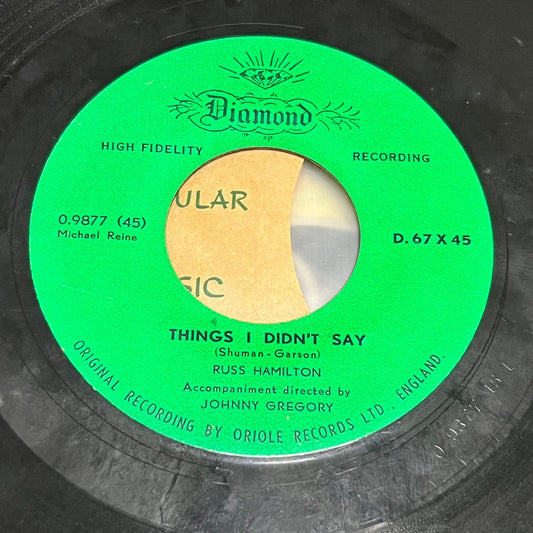 Diamond
HIGH FIDELITY RECORDING
O.9877 (45) D. 67 X 45
Michael Reine
ULAR
SIC
THINGS I DIDN'T SAY
(Shuman - Garson)
RUSS HAMILTON
Accompaniment directed by
JOHNNY GREGORY
ORIGINAL RECORDING BY ORIOLE RECORDS LTD., ENGLAND.